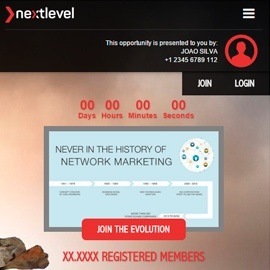 nextlevel
This opportunity is presented to you by:
JOAO SILVA
+1 2345 6789 112
JOIN LOGIN
00 00 00 00
Days Hours Minutes Seconds
NEVER IN THE HISTORY OF
NETWORK MARKETING
JOIN THE EVOLUTION
XX.XXXX REGISTERED MEMBERS